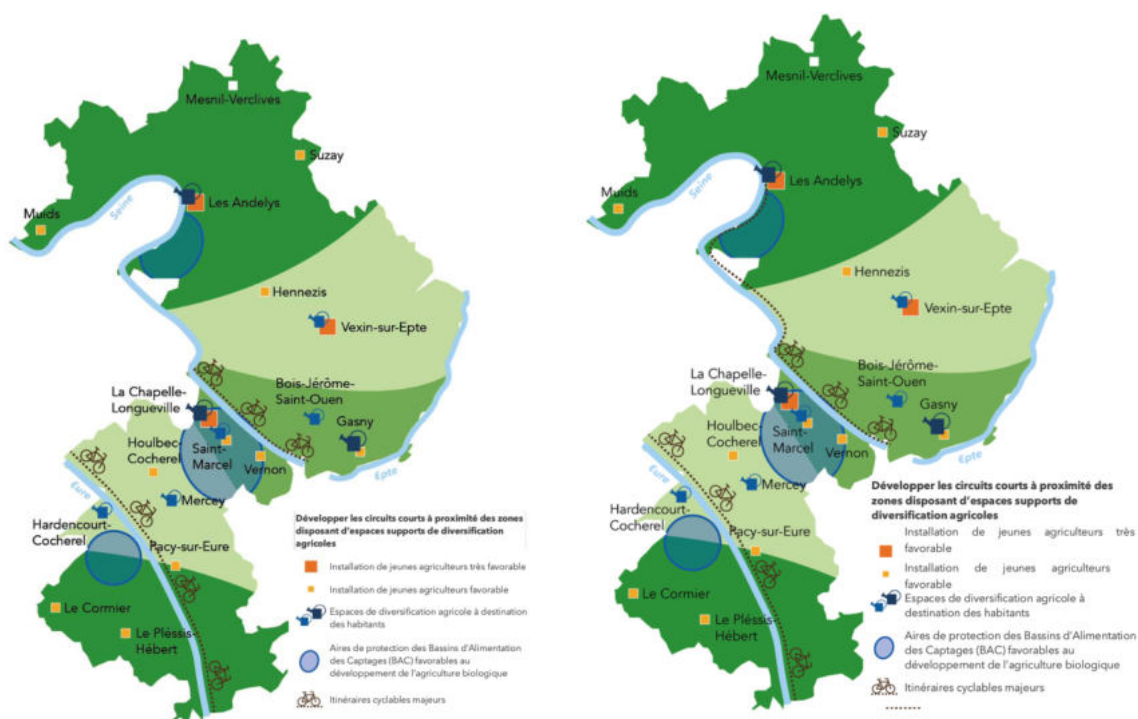 Mesnil-Verclives
Suzay
Les Andelys
Muids
Seine
Hennezis
Vexin-sur-Epte
La Chapelle-
Longueville
Bois-Jérôme-
Saint-Ouen
Gasny
Houlbec-
Cocherel
Saint-
Marcel
Vernon
Epte
Eure
Mercey
Hardencourt-
Cocherel
Pacy-sur-Eure
Le Cormier
Le Pléssis-
Hébert
Développer les circuits courts à proximité des zones
disposant d'espaces supports de diversification
agricoles
Installation de jeunes agriculteurs très favorable
Installation de jeunes agriculteurs favorable
Espaces de diversification agricole à destination
des habitants
Aires de protection des Bassins d'Alimentation
des Captages (BAC) favorables au
développement de l'agriculture biologique
Itinéraires cyclables majeurs
Mesnil-Verclives
Suzay
Les Andelys
Muids
Seine
Hennezis
Vexin-sur-Epte
La Chapelle-
Longueville
Bois-Jérôme-
Saint-Ouen
Gasny
Houlbec-
Cocherel
Saint-
Marcel
Vernon
Epte
Eure
Mercey
Hardencourt-
Cocherel
Pacy-sur-Eure
Le Cormier
Le Pléssis-
Hébert
Développer les circuits courts à proximité des
zones disposant d'espaces supports de
diversification agricoles
Installation de jeunes agriculteurs très
favorable
Installation de jeunes agriculteurs
favorable
Espaces de diversification agricole à
destination des habitants
Aires de protection des Bassins d'Alimentation
des Captages (BAC) favorables au
développement de l'agriculture biologique
Itinéraires cyclables majeurs